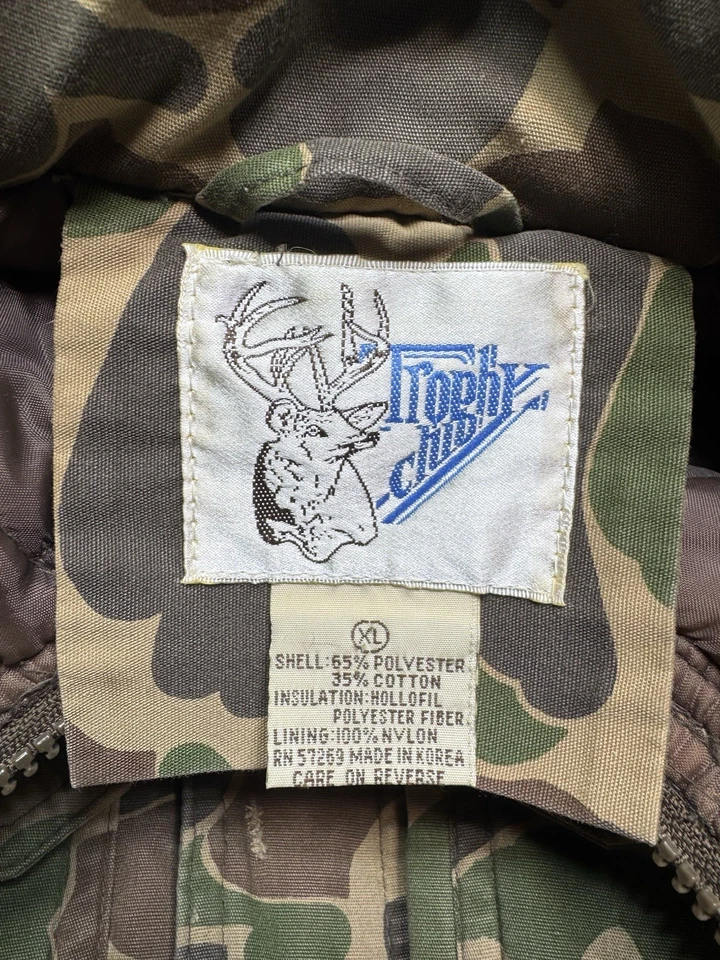 Trophy
Club
XL
SHELL:65% POLYESTER
35% COTTON
INSULATION:HOLLOFIL
POLYESTER FIBER.
LINING:100% NYLON
RN 57269 MADE IN KOREA
CARE ON REVERSE